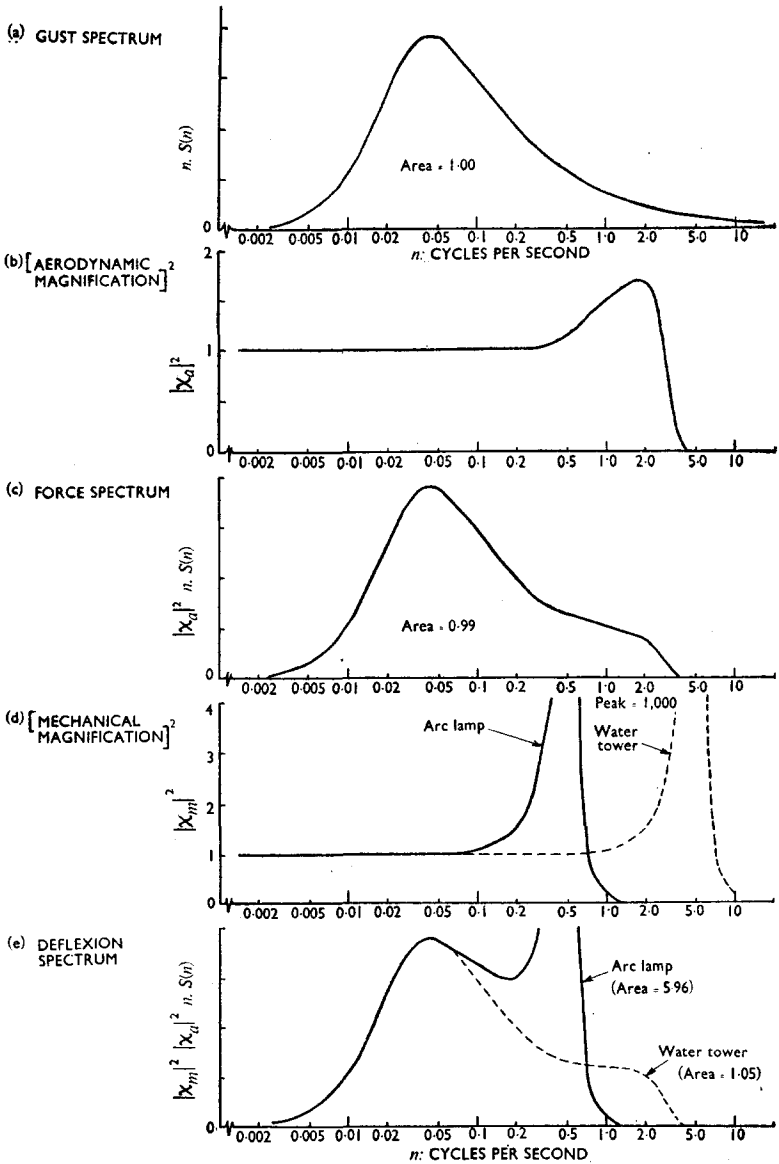 (a) GUST SPECTRUM
n. S(n)
Area = 1·00
0
0·002 0·005 0·01 0·02 0·05 0·1 0·2 0·5 1·0 2·0 5·0 10
n: CYCLES PER SECOND
(b) [AERODYNAMIC
MAGNIFICATION]²
|χa|²
2
1
0
0·002 0·005 0·01 0·02 0·05 0·1 0·2 0·5 1·0 2·0 5·0 10
(c) FORCE SPECTRUM
|χa|² n. S(n)
Area = 0·99
0
0·002 0·005 0·01 0·02 0·05 0·1 0·2 0·5 1·0 2·0 5·0 10
(d) [MECHANICAL
MAGNIFICATION]²
|χm|²
4
3
2
1
0
Arc lamp
Peak = 1,000
Water
tower
0·002 0·005 0·01 0·02 0·05 0·1 0·2 0·5 1·0 2·0 5·0 10
(e) DEFLEXION
SPECTRUM
|χm|² |χa|² n. S(n)
Arc lamp
(Area = 5·96)
Water tower
(Area = 1·05)
0
0·002 0·005 0·01 0·02 0·05 0·1 0·2 0·5 1·0 2·0 5·0 10
n: CYCLES PER SECOND